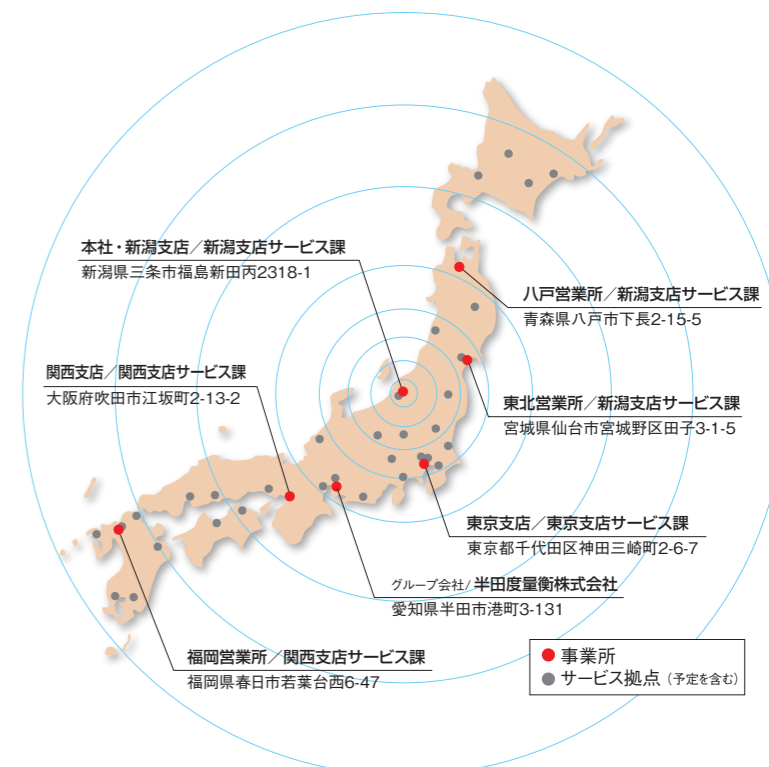 本社・新潟支店／新潟支店サービス課
新潟県三条市福島新田丙2318-1
八戸営業所／新潟支店サービス課
青森県八戸市下長2-15-5
関西支店／関西支店サービス課
大阪府吹田市江坂町2-13-2
東北営業所／新潟支店サービス課
宮城県仙台市宮城野区田子3-1-5
東京支店／東京支店サービス課
東京都千代田区神田三崎町2-6-7
グループ会社/半田度量衡株式会社
愛知県半田市港町3-131
福岡営業所／関西支店サービス課
福岡県春日市若葉台西6-47
事業所
サービス拠点（予定を含む）